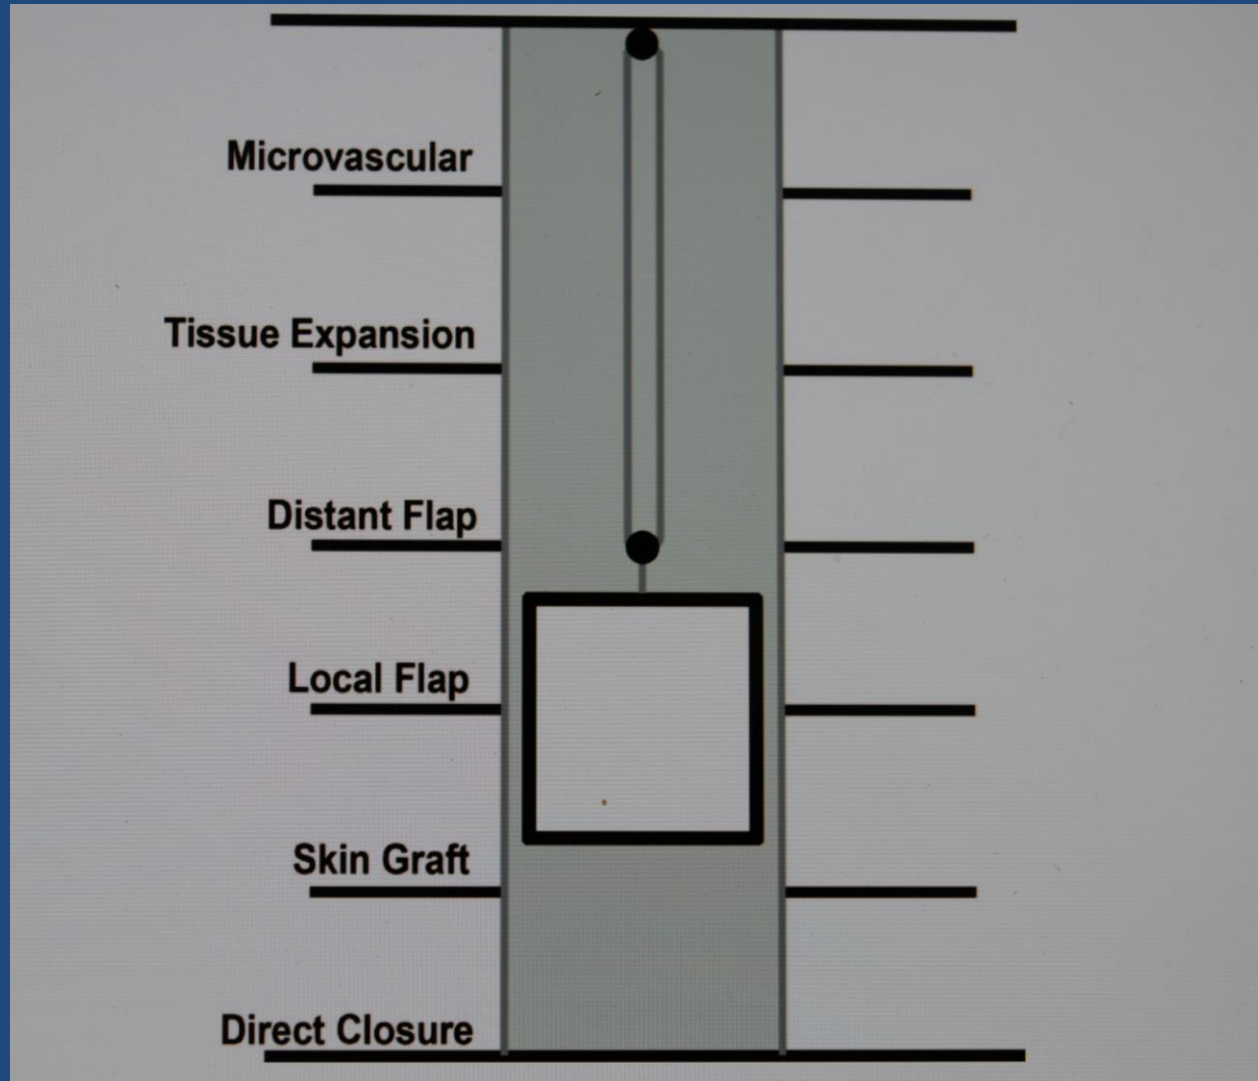 Microvascular
Tissue Expansion
Distant Flap
Local Flap
Skin Graft
Direct Closure